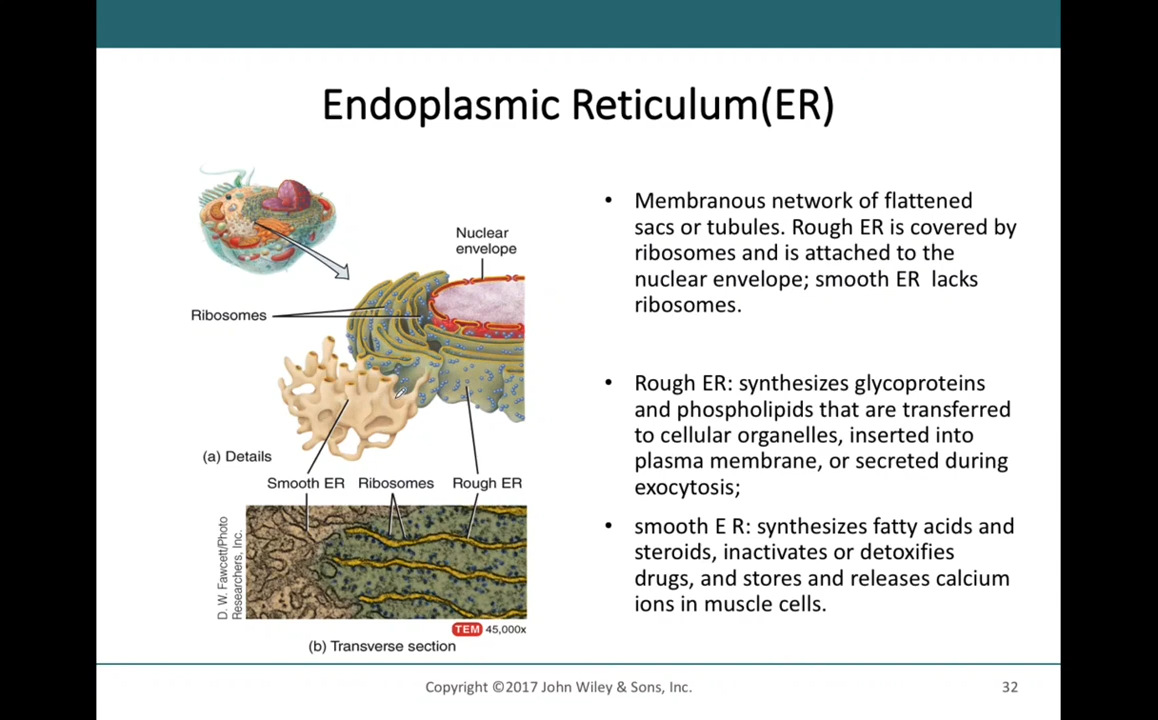 Endoplasmic Reticulum(ER)
Nuclear
envelope
Ribosomes
(a) Details
Smooth ER Ribosomes Rough ER
D. W. Fawcett/Photo
Researchers, Inc.
TEM 45,000x
(b) Transverse section
• Membranous network of flattened
sacs or tubules. Rough ER is covered by
ribosomes and is attached to the
nuclear envelope; smooth ER lacks
ribosomes.
• Rough ER: synthesizes glycoproteins
and phospholipids that are transferred
to cellular organelles, inserted into
plasma membrane, or secreted during
exocytosis;
• smooth E R: synthesizes fatty acids and
steroids, inactivates or detoxifies
drugs, and stores and releases calcium
ions in muscle cells.
Copyright ©2017 John Wiley & Sons, Inc.
32